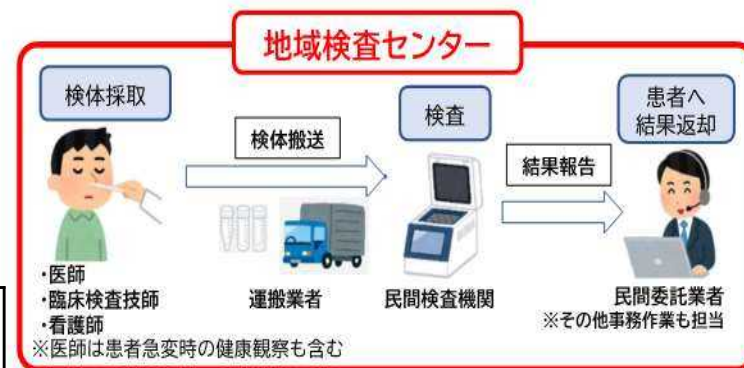 地域検査センター
検体採取
検体搬送
検査
結果報告
患者へ
結果返却
・医師
・臨床検査技師
・看護師
運搬業者
民間検査機関
民間委託業者
※その他事務作業も担当
※医師は患者急変時の健康観察も含む